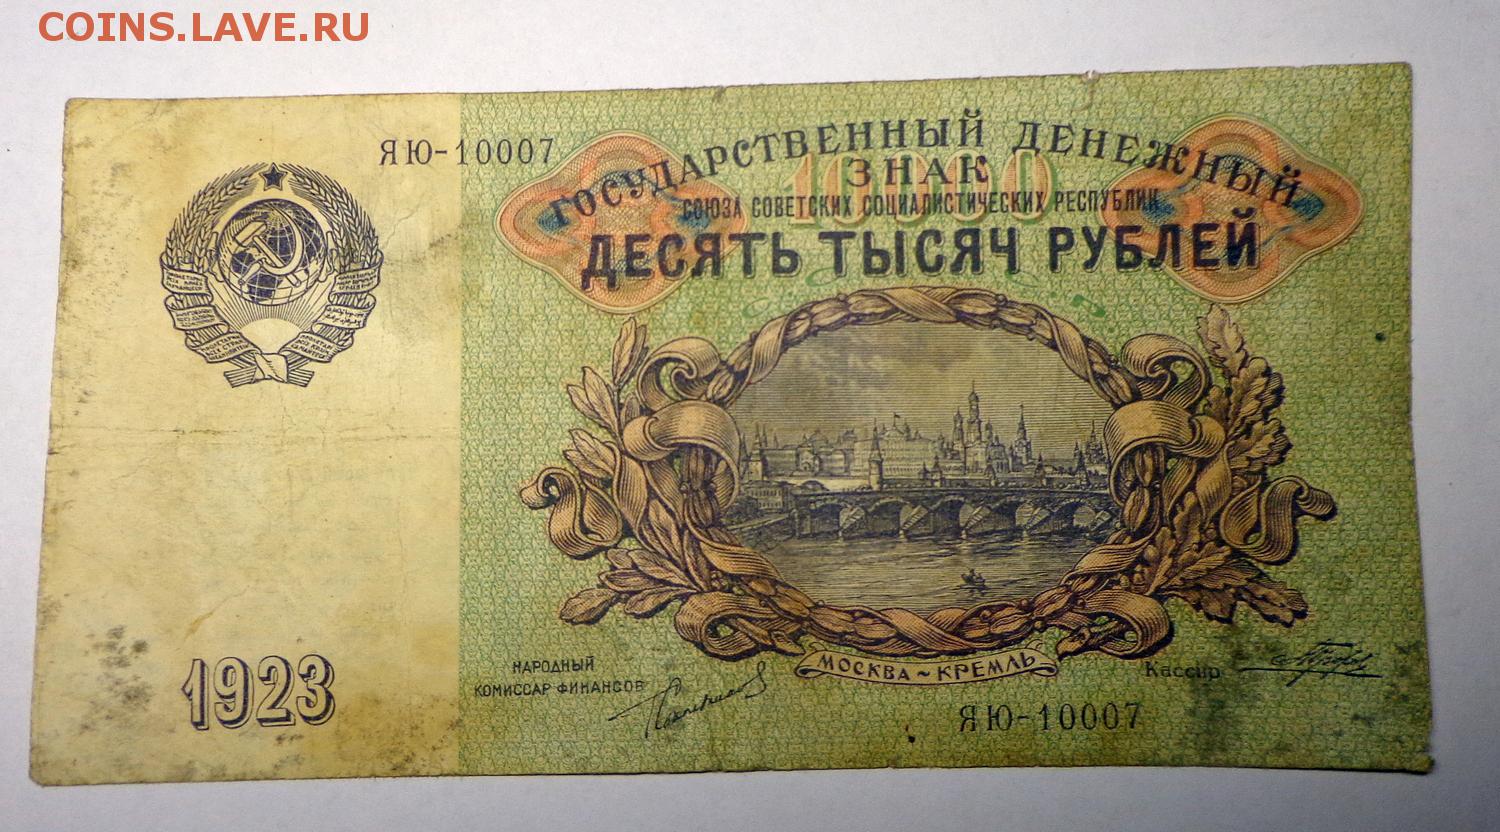 COINS.LAVE.RU
ЯЮ-10007
ГОСУДАРСТВЕННЫЙ ДЕНЕЖНЫЙ
ЗНАК
10000
СОЮЗА СОВЕТСКИХ СОЦИАЛИСТИЧЕСКИХ РЕСПУБЛИК
ДЕСЯТЬ ТЫСЯЧ РУБЛЕЙ
1923
НАРОДНЫЙ
КОМИССАР ФИНАНСОВ
МОСКВА ~ КРЕМЛЬ
Кассир
ЯЮ-10007